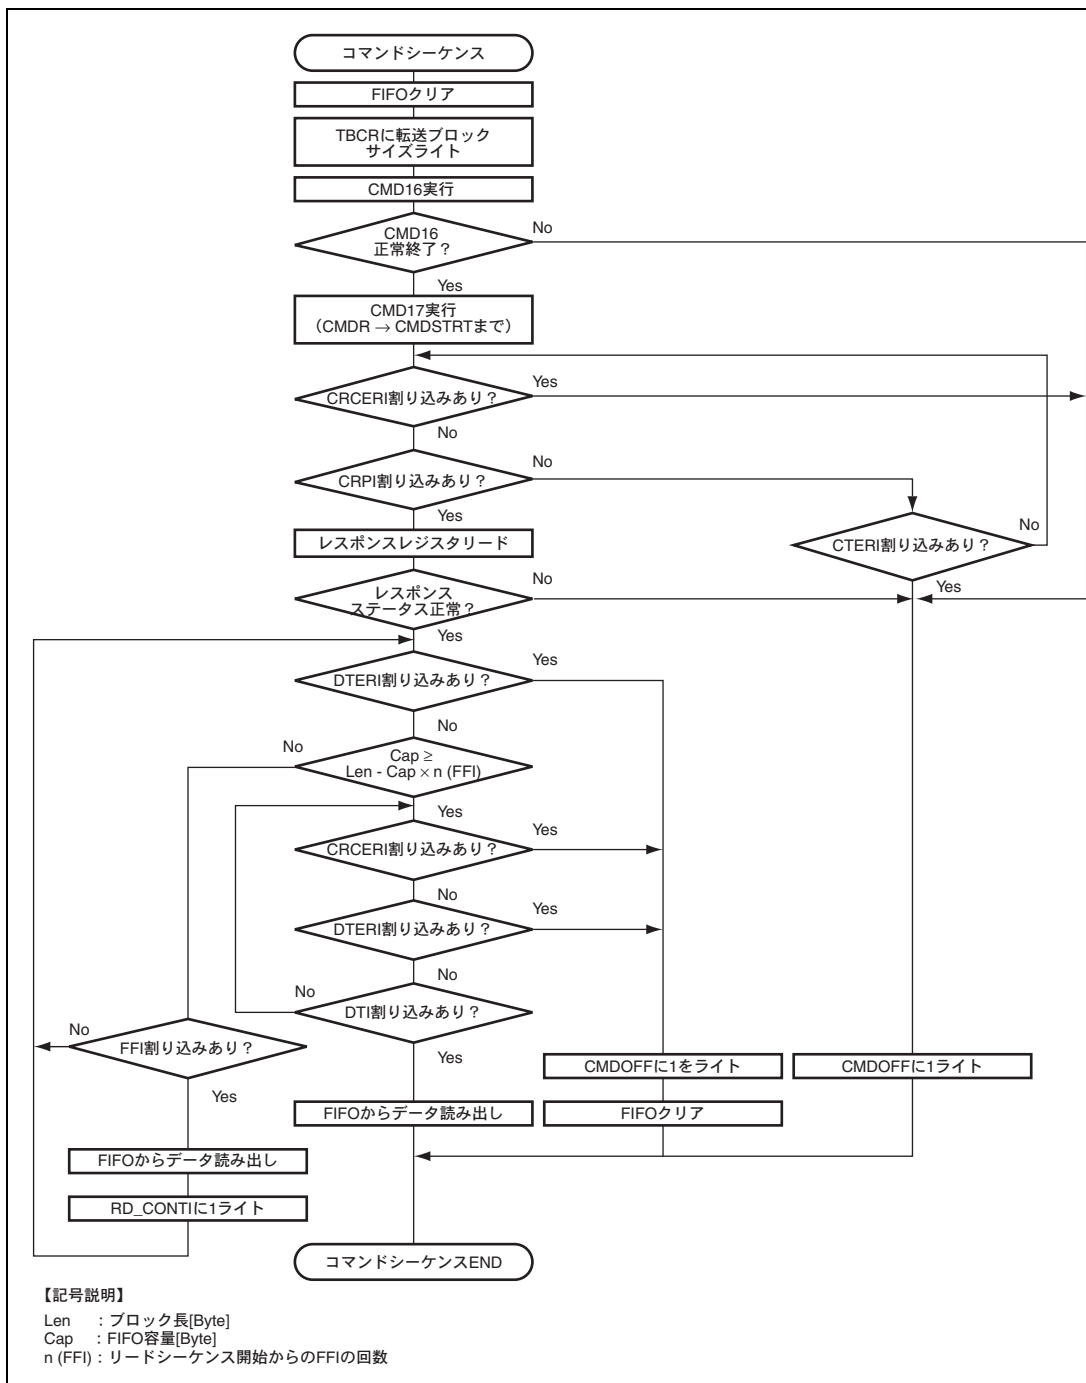 コマンドシーケンス
FIFOクリア
TBCRに転送ブロック
サイズライト
CMD16実行
CMD16
正常終了？
No
Yes
CMD17実行
（CMDR → CMDSTRTまで）
CRCERI割り込みあり？
Yes
No
CRPI割り込みあり？
No
Yes
CTERI割り込みあり？
No
Yes
レスポンスレジスタリード
レスポンス
ステータス正常？
No
Yes
DTERI割り込みあり？
Yes
No
Cap ≥
Len - Cap × n (FFI)
No
Yes
CRCERI割り込みあり？
Yes
No
DTERI割り込みあり？
Yes
No
DTI割り込みあり？
No
Yes
FFI割り込みあり？
No
Yes
CMDOFFに1をライト
CMDOFFに1ライト
FIFOからデータ読み出し
FIFOクリア
FIFOからデータ読み出し
RD_CONTIに1ライト
コマンドシーケンスEND
【記号説明】
Len ：ブロック長[Byte]
Cap ：FIFO容量[Byte]
n (FFI)：リードシーケンス開始からのFFIの回数